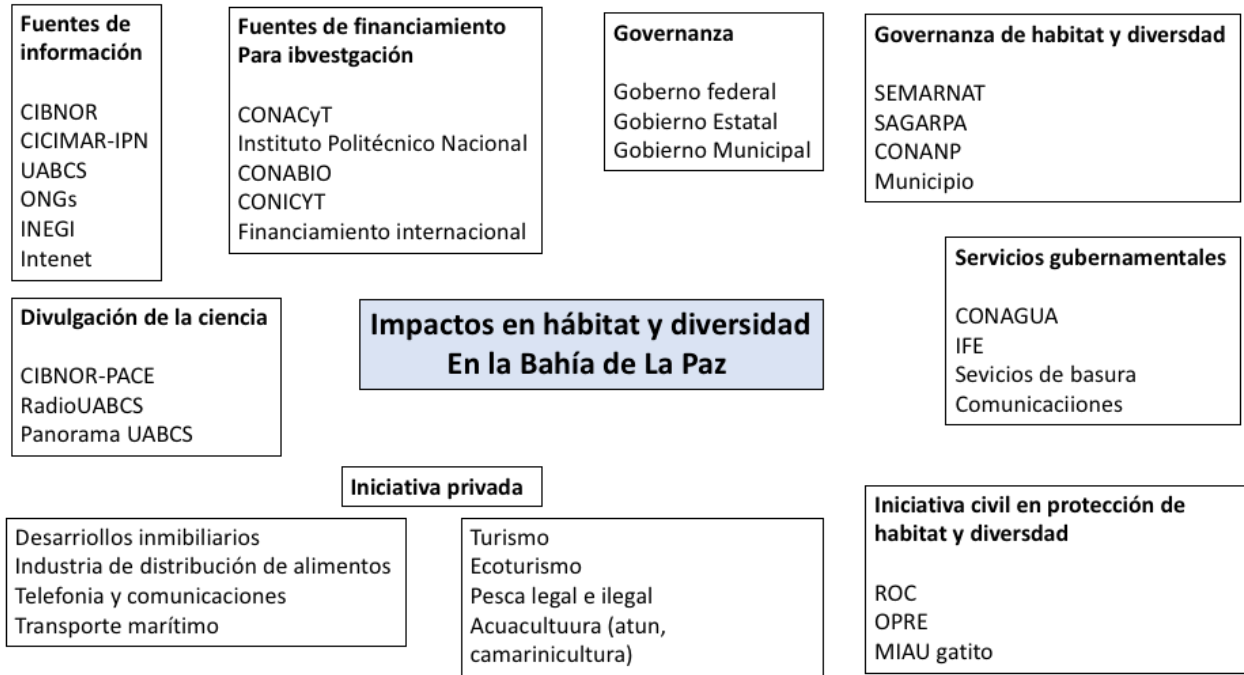 Fuentes de
información
CIBNOR
CICIMAR-IPN
UABCS
ONGs
INEGI
Intenet
Fuentes de financiamiento
Para ibvestgación
CONACyT
Instituto Politécnico Nacional
CONABIO
CONICYT
Financiamiento internacional
Governanza
Goberno federal
Gobierno Estatal
Gobierno Municipal
Governanza de habitat y diversdad
SEMARNAT
SAGARPA
CONANP
Municipio
Servicios gubernamentales
CONAGUA
IFE
Sevicios de basura
Comunicaciiones
Divulgación de la ciencia
CIBNOR-PACE
RadioUABCS
Panorama UABCS
Impactos en hábitat y diversidad
En la Bahía de La Paz
Iniciativa privada
Desarriollos inmibiliarios
Industria de distribución de alimentos
Telefonia y comunicaciones
Transporte marítimo
Turismo
Ecoturismo
Pesca legal e ilegal
Acuacultuura (atun,
camarinicultura)
Iniciativa civil en protección de
habitat y diversdad
ROC
OPRE
MIAU gatito